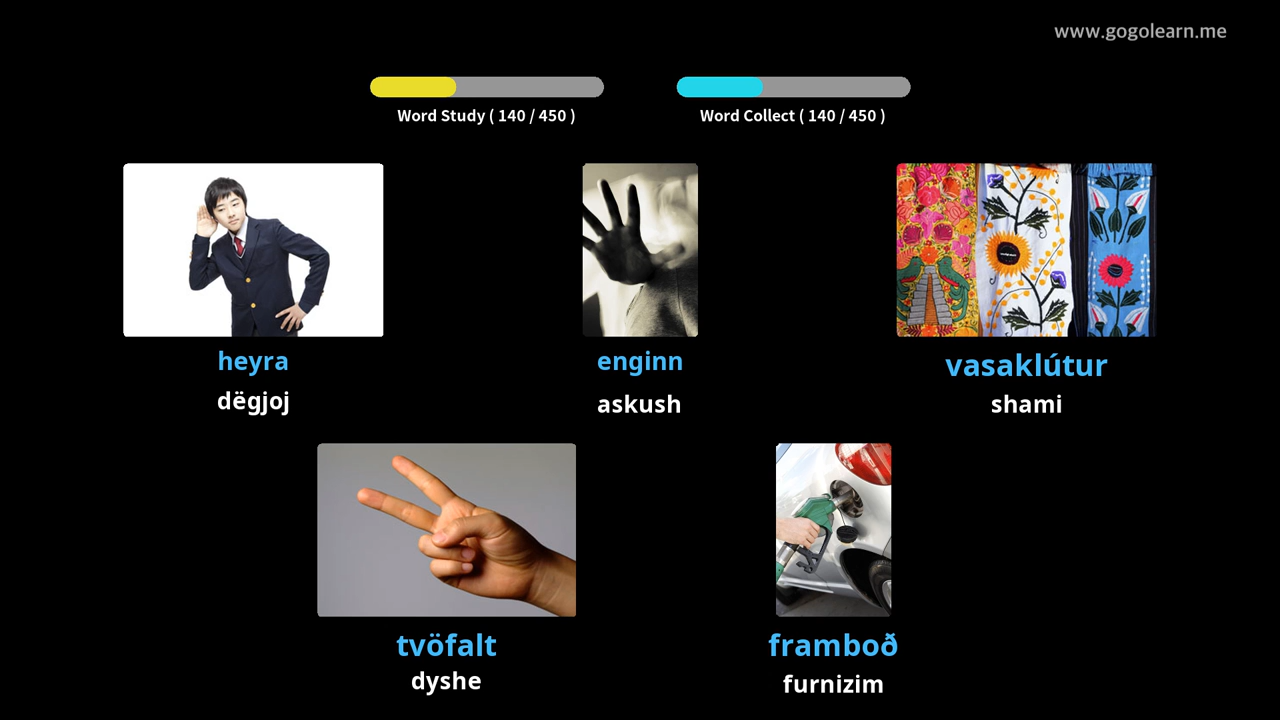 www.gogolearn.me
Word Study ( 140 / 450 )
Word Collect ( 140 / 450 )
heyra
enginn
vasaklútur
dëgjoj
askush
shami
tvöfalt
framboð
dyshe
furnizim